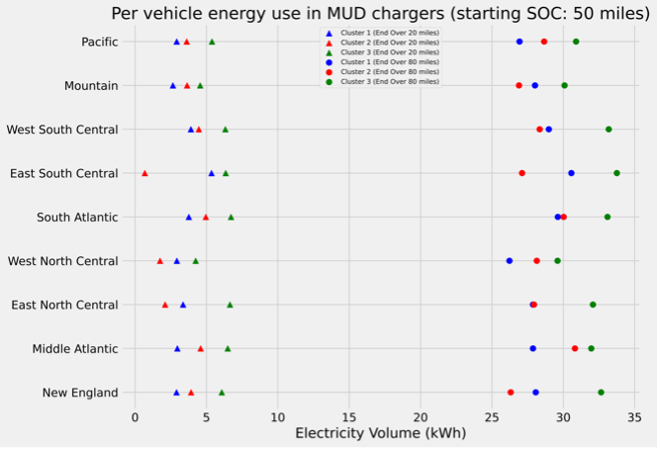 Per vehicle energy use in MUD chargers (starting SOC: 50 miles)
Cluster 1 (End Over 20 miles)
Cluster 2 (End Over 20 miles)
Cluster 3 (End Over 20 miles)
Cluster 1 (End Over 80 miles)
Cluster 2 (End Over 80 miles)
Cluster 3 (End Over 80 miles)
Pacific
Mountain
West South Central
East South Central
South Atlantic
West North Central
East North Central
Middle Atlantic
New England
0 5 10 15 20 25 30 35
Electricity Volume (kWh)